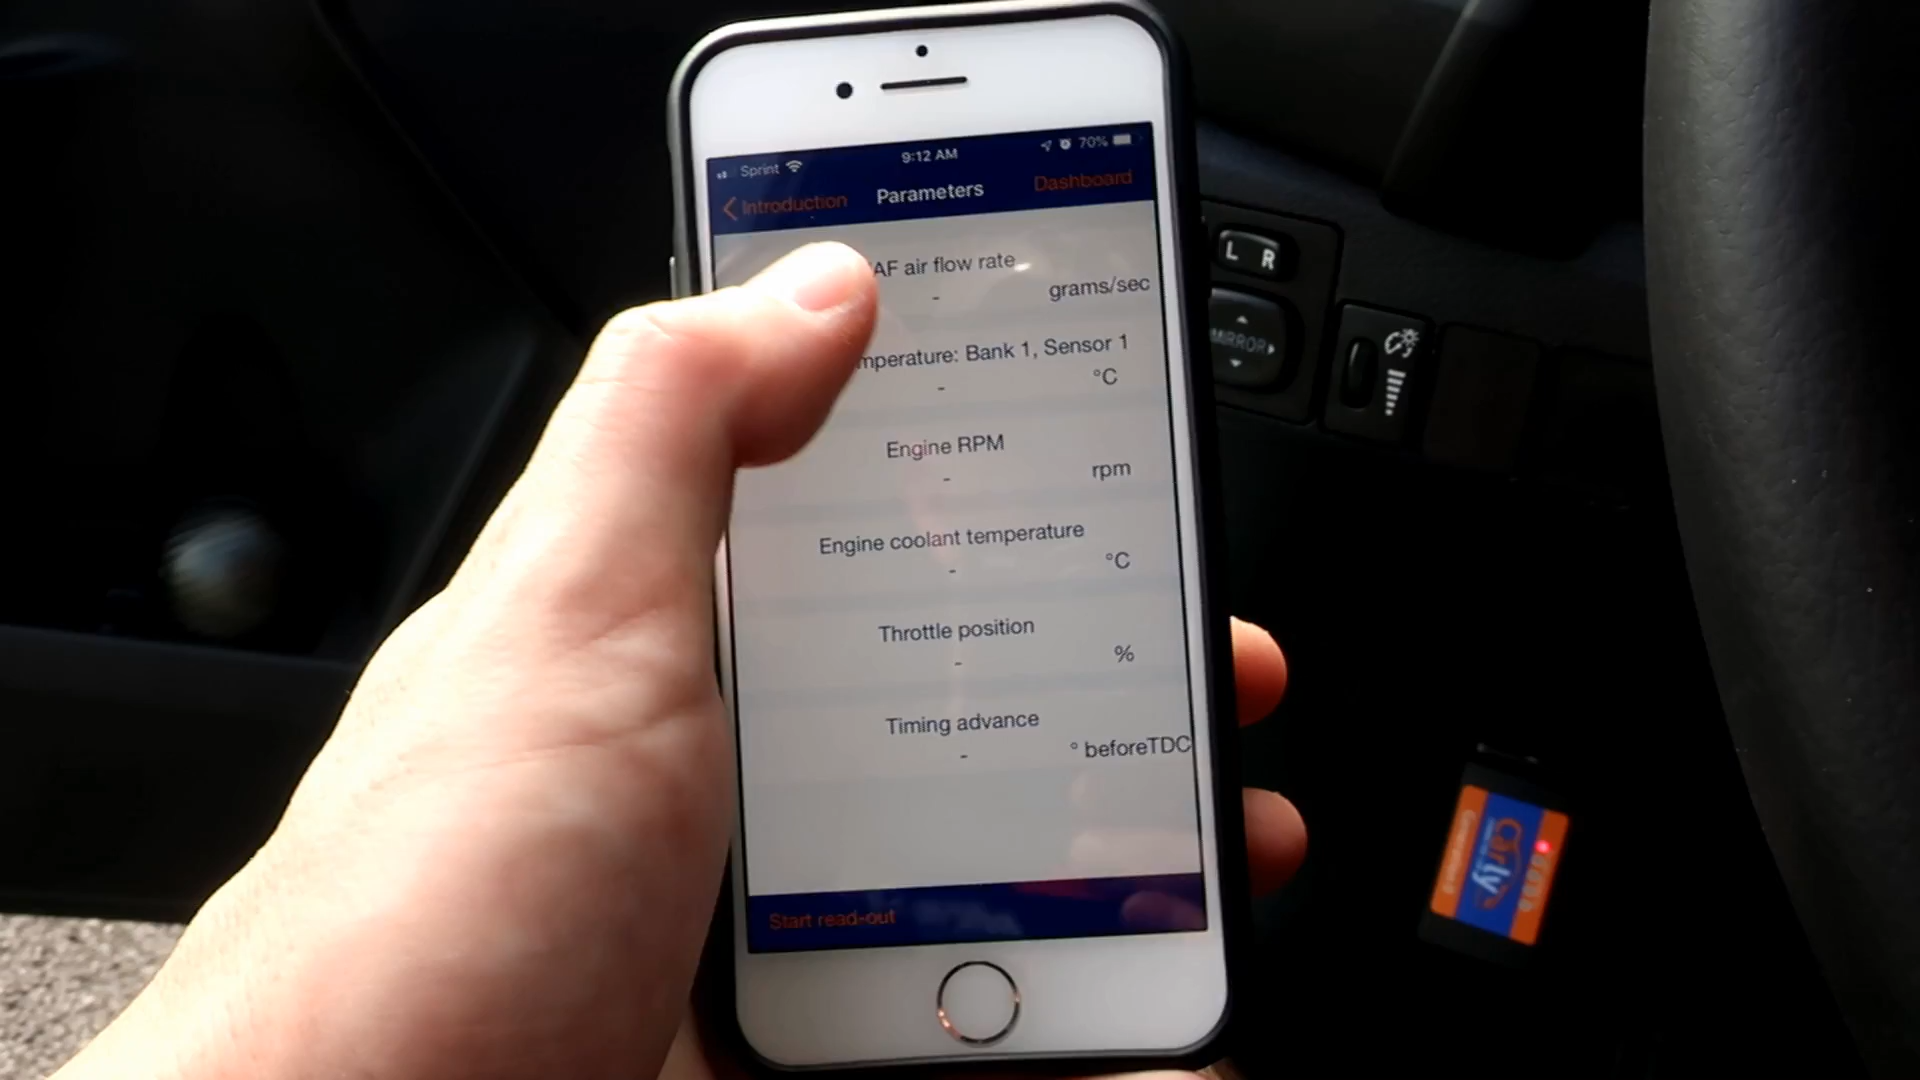 Sprint 9:12 AM 70%
Introduction Parameters Dashboard
AF air flow rate
- grams/sec
mperature: Bank 1, Sensor 1
- °C
Engine RPM
- rpm
Engine coolant temperature
- °C
Throttle position
- %
Timing advance
- ° beforeTDC
Start read-out
L R
MIRROR
Carly